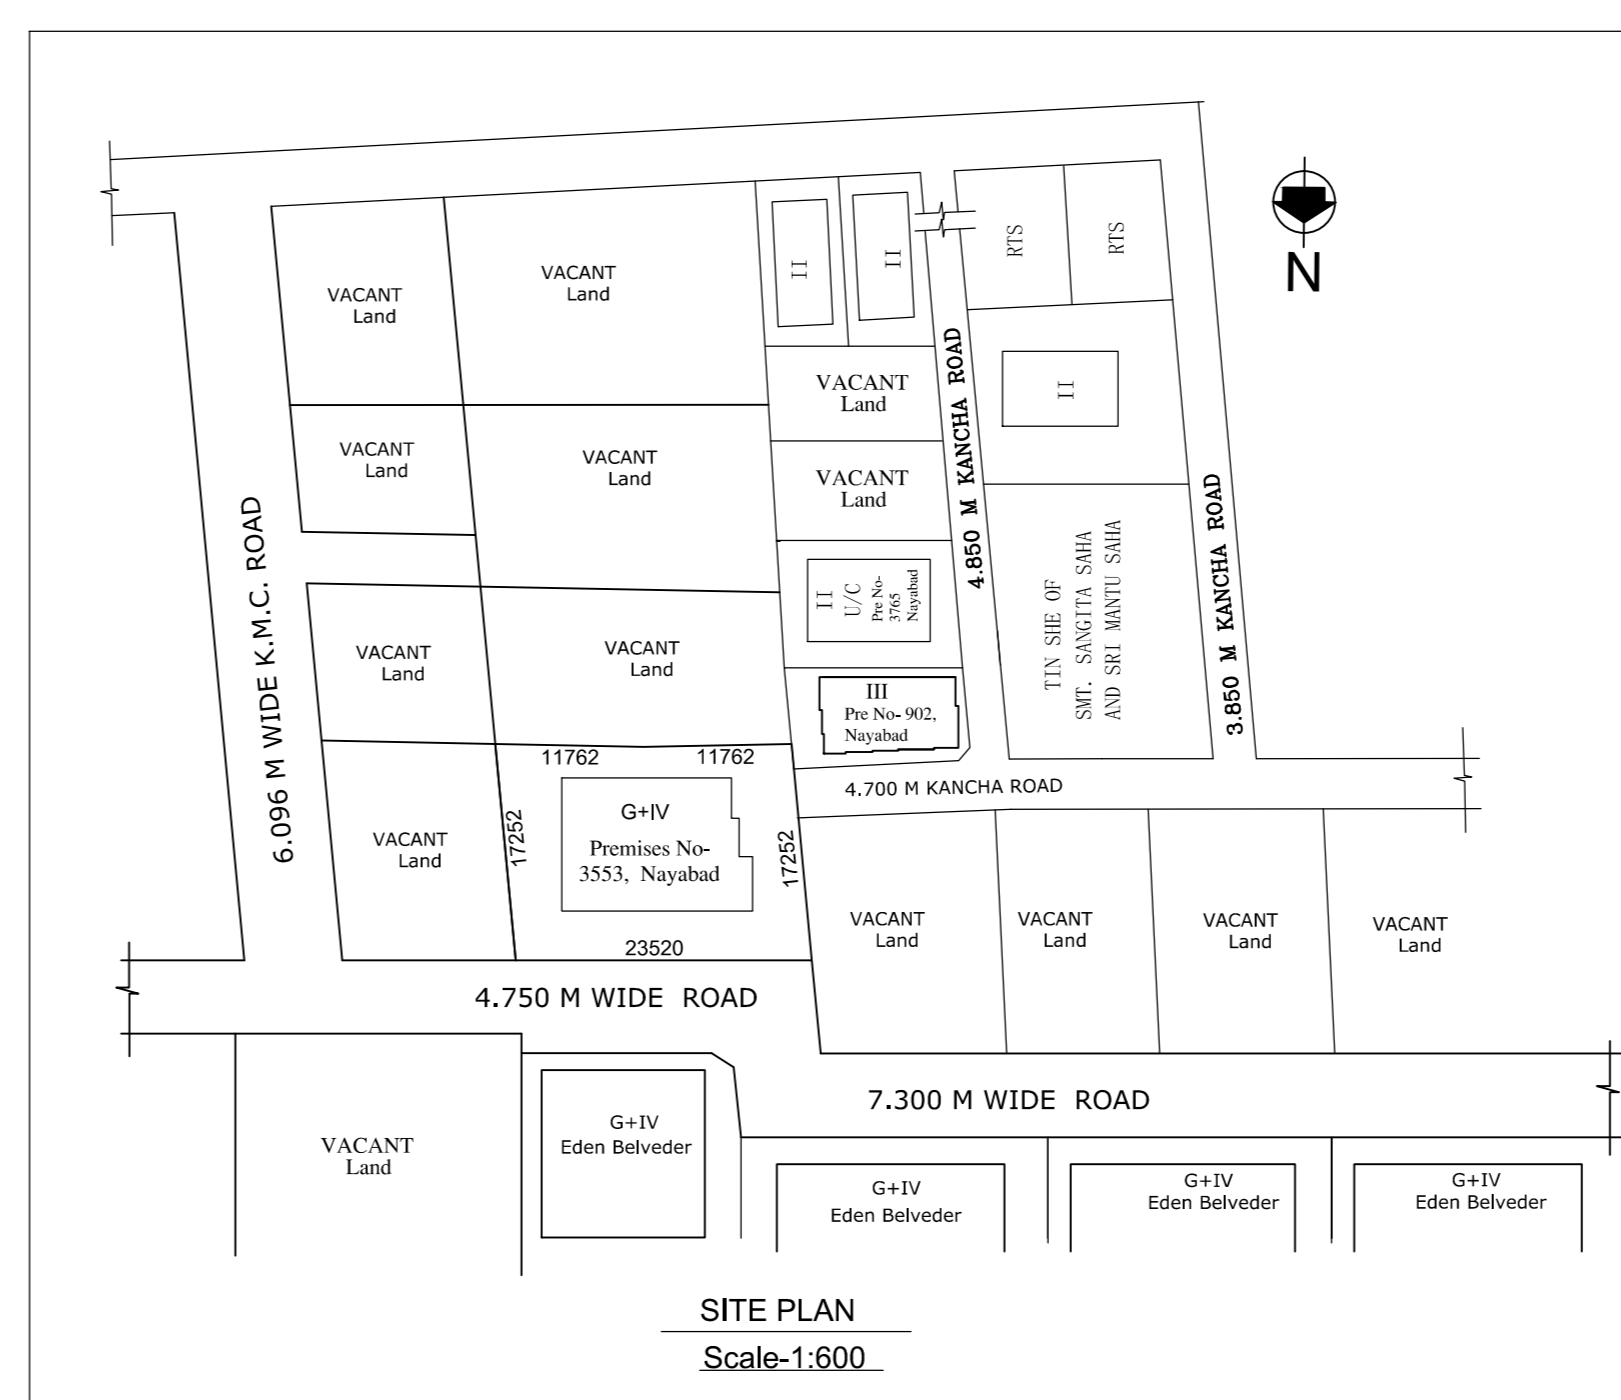 N
VACANT
Land
VACANT
Land
II
II
RTS
RTS
VACANT
Land
II
VACANT
Land
VACANT
Land
VACANT
Land
4.850 M KANCHA ROAD
3.850 M KANCHA ROAD
6.096 M WIDE K.M.C. ROAD
II
U/C
Pre No-
3765
Nayabad
TIN SHE OF
SMT. SANGITA SAHA
AND SRI MANTU SAHA
VACANT
Land
VACANT
Land
III
Pre No- 902,
Nayabad
11762
11762
4.700 M KANCHA ROAD
VACANT
Land
17252
G+IV
Premises No-
3553, Nayabad
17252
23520
VACANT
Land
VACANT
Land
VACANT
Land
VACANT
Land
4.750 M WIDE ROAD
7.300 M WIDE ROAD
VACANT
Land
G+IV
Eden Belveder
G+IV
Eden Belveder
G+IV
Eden Belveder
G+IV
Eden Belveder
SITE PLAN
Scale-1:600